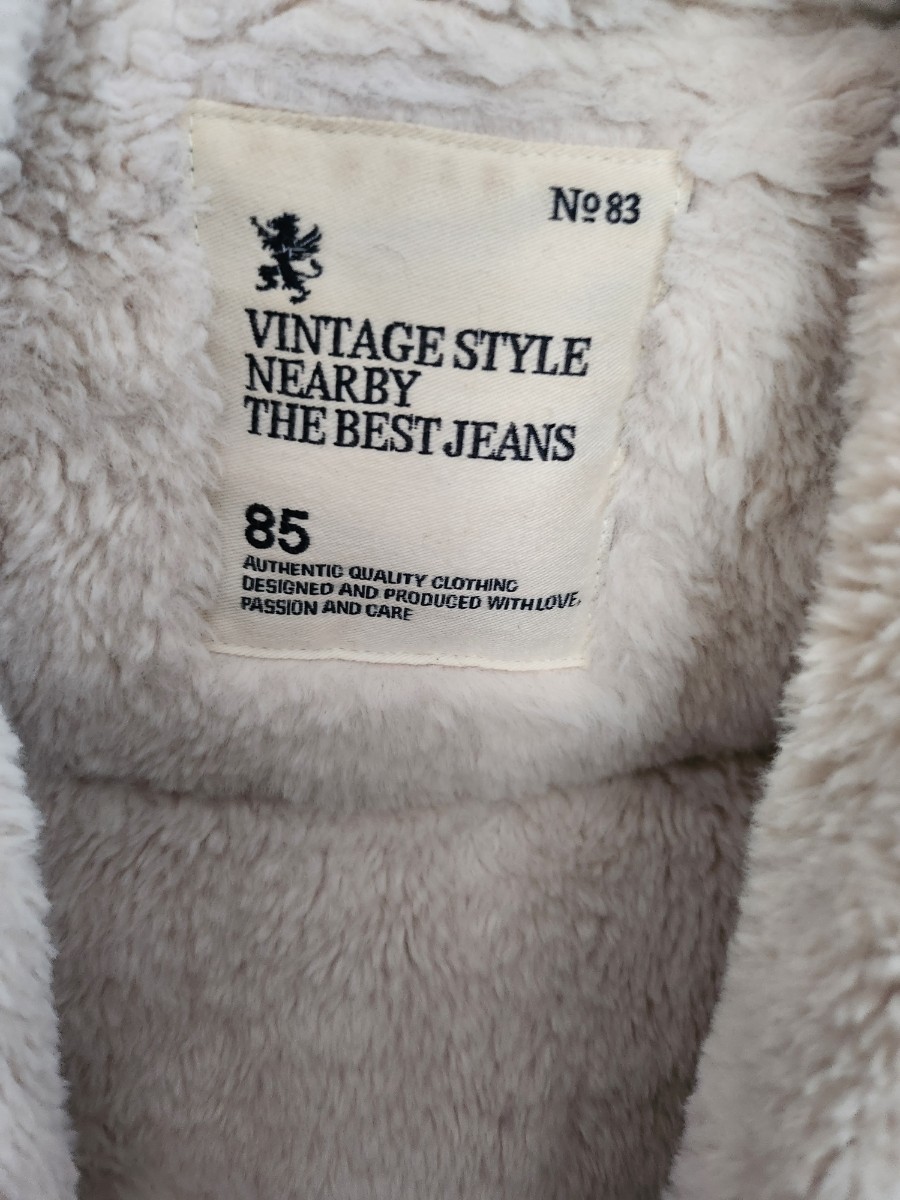 Nº 83
VINTAGE STYLE
NEARBY
THE BEST JEANS
85
AUTHENTIC QUALITY CLOTHING
DESIGNED AND PRODUCED WITH LOVE,
PASSION AND CARE